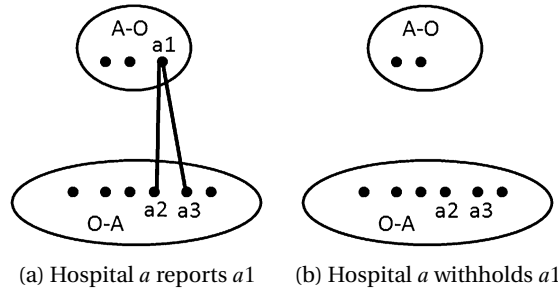 A-O
a1
a2 a3
O-A
(a) Hospital a reports a1
A-O
a2 a3
O-A
(b) Hospital a withholds a1